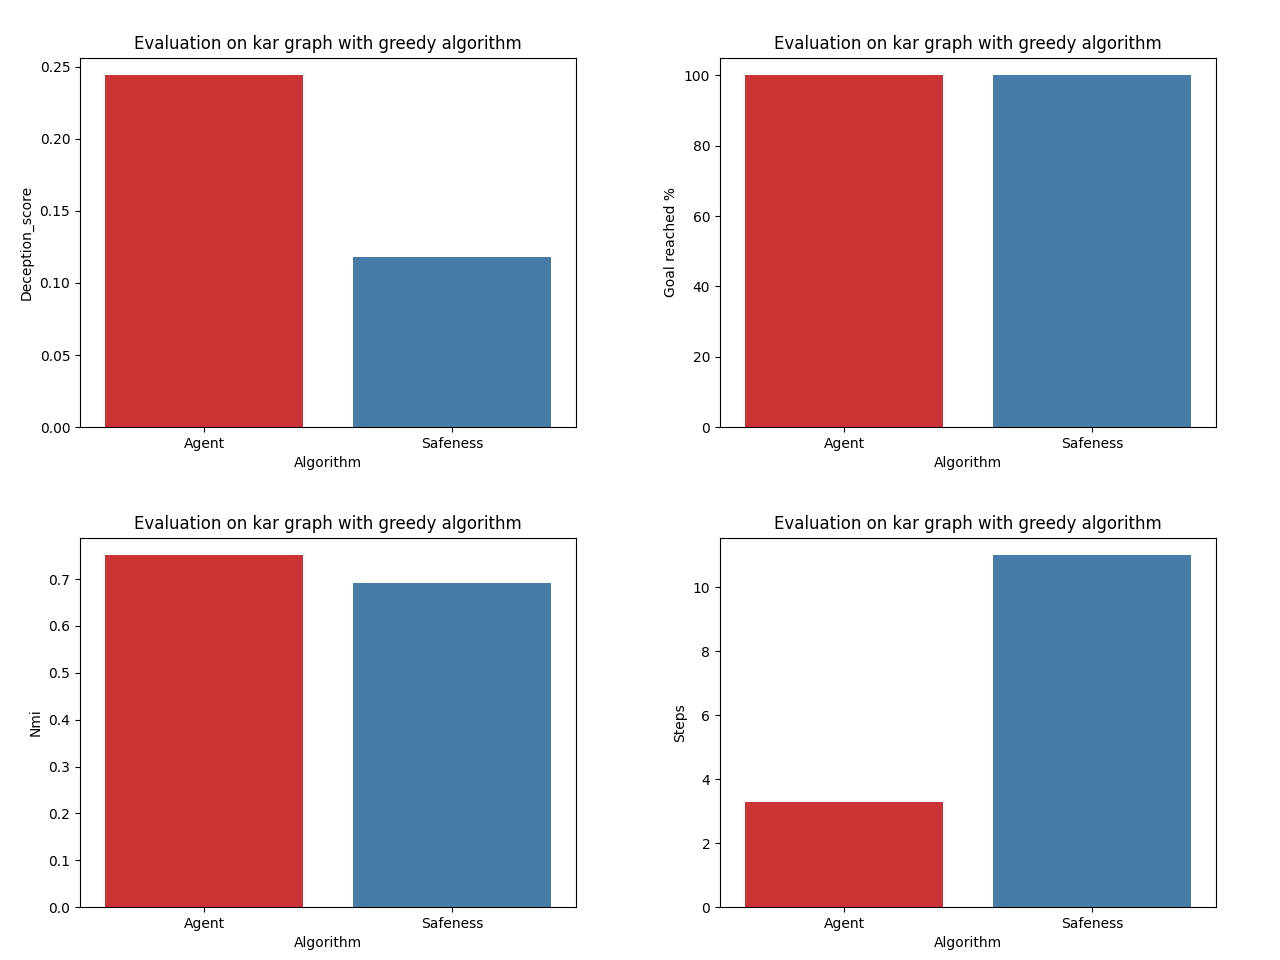 Evaluation on kar graph with greedy algorithm
0.25
0.20
0.15
0.10
0.05
0.00
Deception_score
Agent
Safeness
Algorithm
Evaluation on kar graph with greedy algorithm
100
80
60
40
20
0
Goal reached %
Agent
Safeness
Algorithm
Evaluation on kar graph with greedy algorithm
0.7
0.6
0.5
0.4
0.3
0.2
0.1
0.0
Nmi
Agent
Safeness
Algorithm
Evaluation on kar graph with greedy algorithm
10
8
6
4
2
0
Steps
Agent
Safeness
Algorithm